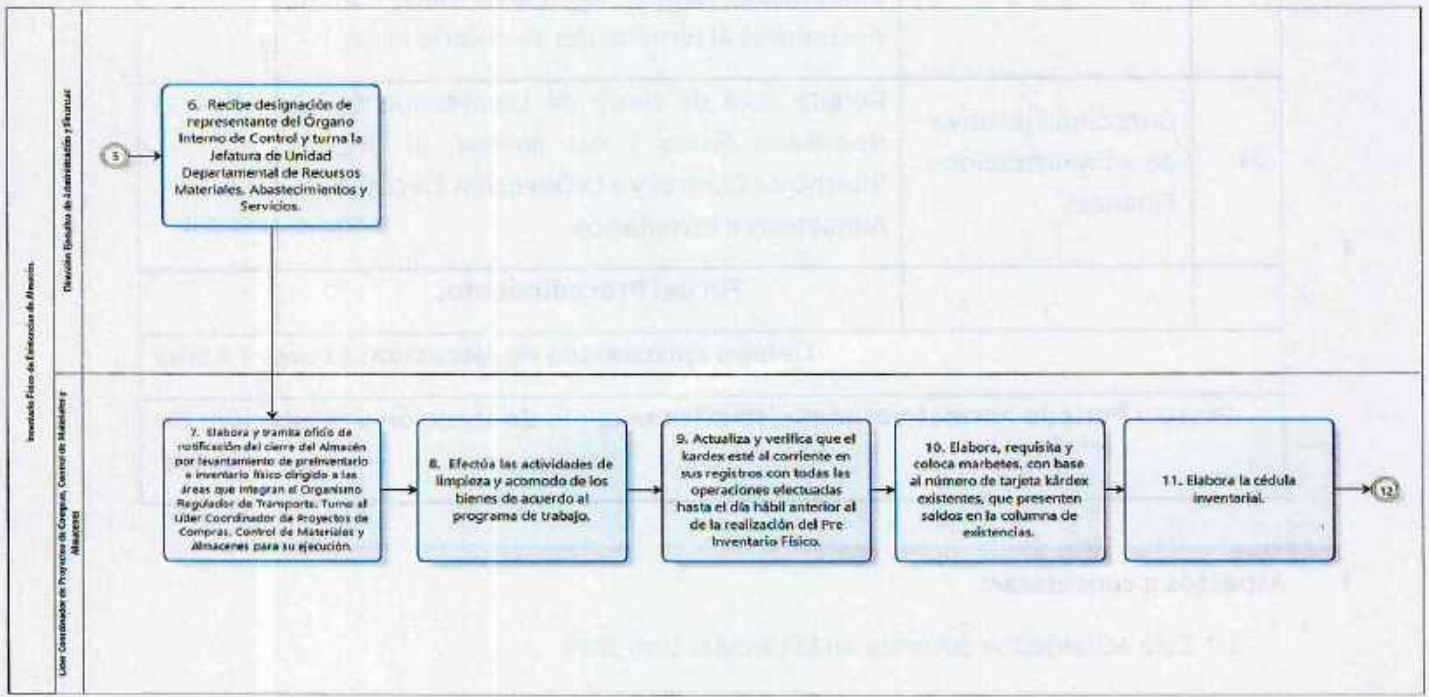 Inventario Físico de Existencias de Almacén.
Dirección Ejecutiva de Administración y Finanzas
5
6. Recibe designación de
representante del Órgano
Interno de Control y turna la
Jefatura de Unidad
Departamental de Recursos
Materiales, Abastecimientos y
Servicios.
Líder Coordinador de Proyectos de Compras, Control de Materiales y
Almacenes
7. Elabora y tramita oficio de
notificación del cierre del Almacén
por levantamiento de preinventario
e inventario físico dirigido a las
áreas que integran el Organismo
Regulador de Transporte. Turna al
Líder Coordinador de Proyectos de
Compras, Control de Materiales y
Almacenes para su ejecución.
8. Efectúa las actividades de
limpieza y acomodo de los
bienes de acuerdo al
programa de trabajo.
9. Actualiza y verifica que el
kardex esté al corriente en
sus registros con todas las
operaciones efectuadas
hasta el día hábil anterior al
de la realización del Pre
Inventario Físico.
10. Elabora, requisita y
coloca marbetes, con base
al número de tarjeta kárdex
existentes, que presenten
saldos en la columna de
existencias.
11. Elabora la cédula
inventarial.
12